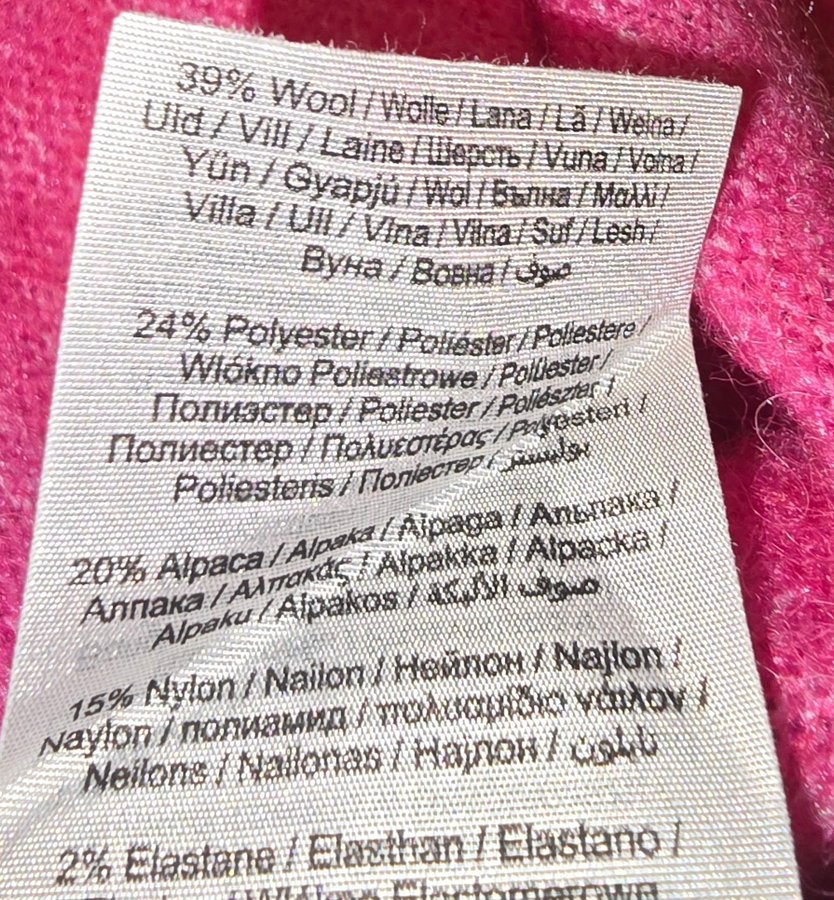 39% Wool / Wolle / Lana / Lã / Wełna /
Uld / Vill / Laine / Шерсть / Vuna / Volna /
Yün / Gyapjú / Wol / Вълна / Μαλλί /
Villa / Ull / Vlna / Vilna / Suf / Lesh /
Вуна / Вовна / صوف
24% Polyester / Poliéster / Poliestere /
Włókno Poliestrowe / Polüester /
Полиэстер / Poliester / Poliészter /
Полиестер / Πολυεστέρας / Polyesteri /
Poliesteris / Поліестер / بوليستر
20% Alpaca / Alpaka / Alpaga / Альпака /
Алпака / Αλπακάς / Alpakka / Alpacka /
Alpaku / Alpakos / صوف الألبكة
15% Nylon / Nailon / Нейлон / Najlon /
Naylon / полиамид / πολυαμίδιο νάιλον /
Neilons / Nailonas / Најлон / نايلون
2% Elastane / Elasthan / Elastano /